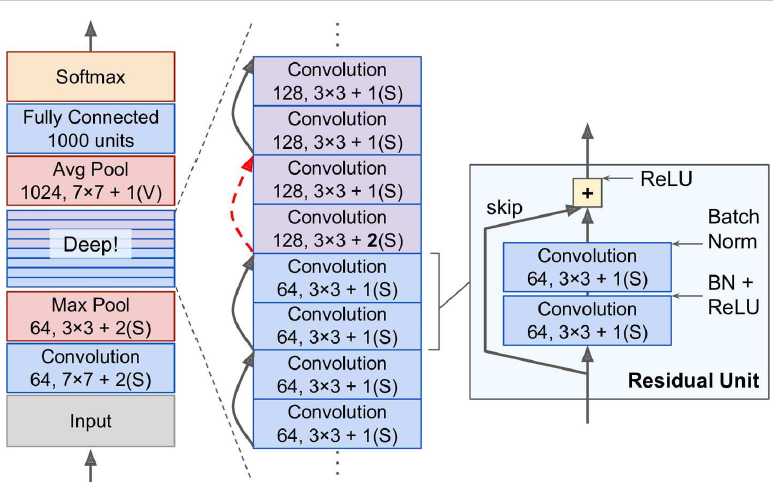 Softmax
Fully Connected
1000 units
Avg Pool
1024, 7×7 + 1(V)
Deep!
Max Pool
64, 3×3 + 2(S)
Convolution
64, 7×7 + 2(S)
Input
Convolution
128, 3×3 + 1(S)
Convolution
128, 3×3 + 1(S)
Convolution
128, 3×3 + 1(S)
Convolution
128, 3×3 + 2(S)
Convolution
64, 3×3 + 1(S)
Convolution
64, 3×3 + 1(S)
Convolution
64, 3×3 + 1(S)
Convolution
64, 3×3 + 1(S)
+
ReLU
skip
Batch
Norm
Convolution
64, 3×3 + 1(S)
BN +
ReLU
Convolution
64, 3×3 + 1(S)
Residual Unit